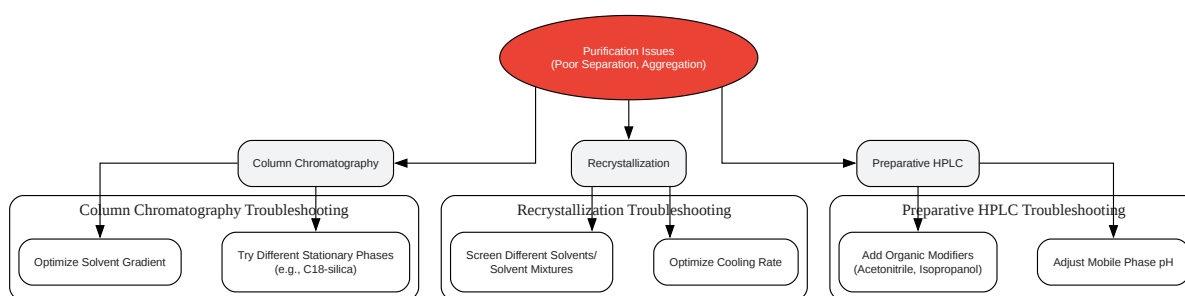 Purification Issues
(Poor Separation, Aggregation)
Column Chromatography
Recrystallization
Preparative HPLC
Column Chromatography Troubleshooting
Recrystallization Troubleshooting
Preparative HPLC Troubleshooting
Optimize Solvent Gradient
Try Different Stationary Phases
(e.g., C18-silica)
Screen Different Solvents/
Solvent Mixtures
Optimize Cooling Rate
Add Organic Modifiers
(Acetonitrile, Isopropanol)
Adjust Mobile Phase pH